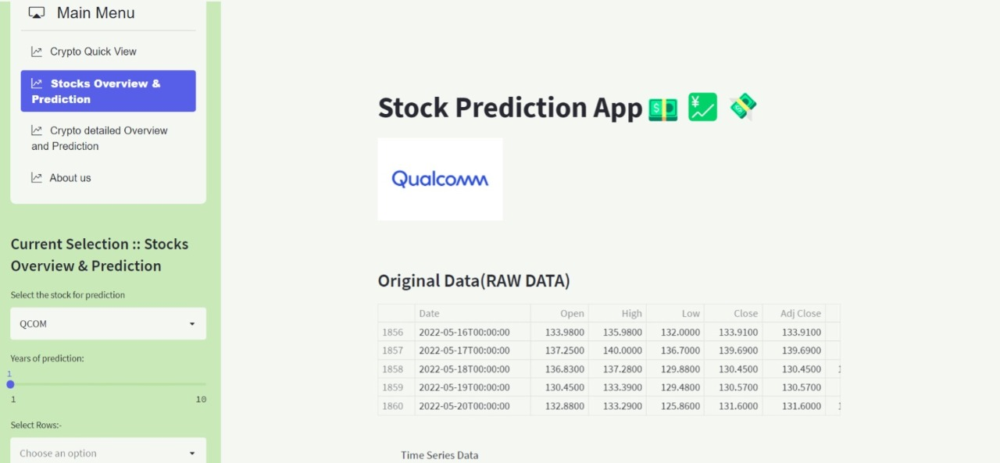 Main Menu
Crypto Quick View
Stocks Overview &
Prediction
Crypto detailed Overview
and Prediction
About us
Current Selection :: Stocks
Overview & Prediction
Select the stock for prediction
QCOM
Years of prediction:
1
1 10
Select Rows:-
Choose an option
Stock Prediction App
Qualcomm
Original Data(RAW DATA)
Date Open High Low Close Adj Close
1856 2022-05-16T00:00:00 133.9800 135.9800 132.0000 133.9100 133.9100
1857 2022-05-17T00:00:00 137.2500 140.0000 136.7000 139.6900 139.6900
1858 2022-05-18T00:00:00 136.8300 137.2800 129.8800 130.4500 130.4500
1859 2022-05-19T00:00:00 130.4500 133.3900 129.4800 130.5700 130.5700
1860 2022-05-20T00:00:00 132.8800 133.2900 125.8600 131.6000 131.6000
Time Series Data